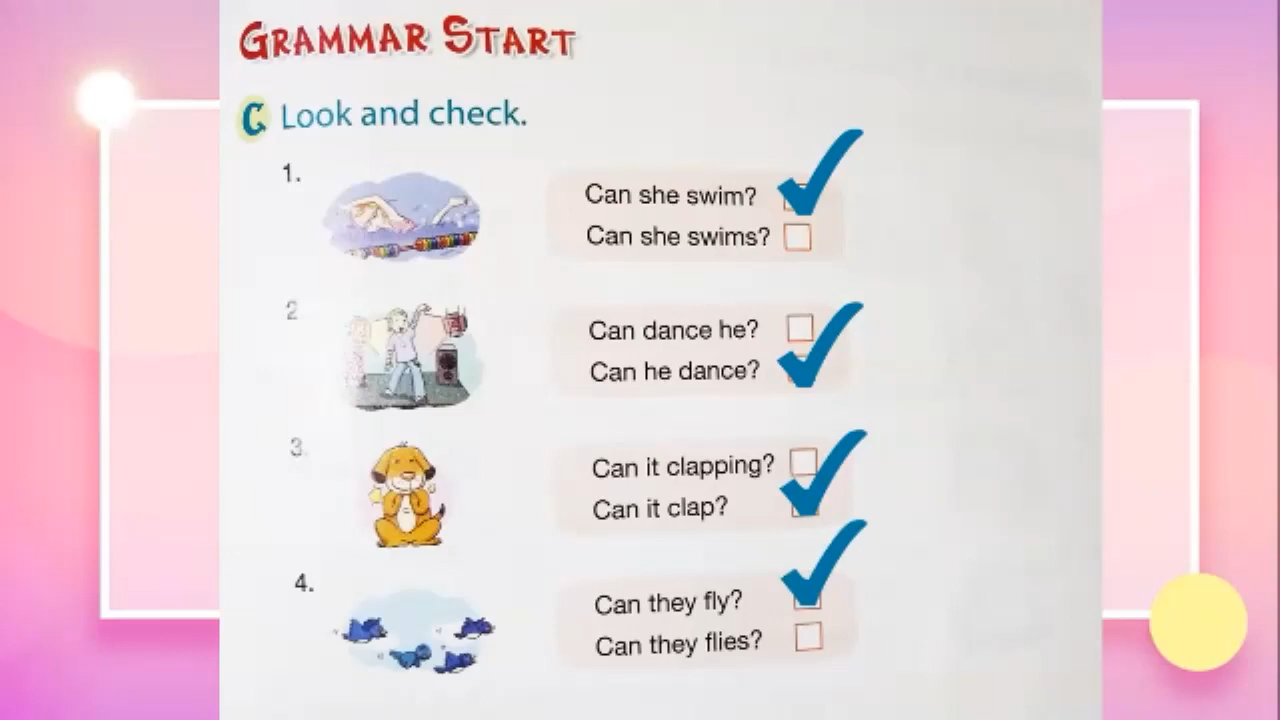 GRAMMAR START
C Look and check.
1.
Can she swim?
Can she swims?
2
Can dance he?
Can he dance?
3.
Can it clapping?
Can it clap?
4.
Can they fly?
Can they flies?